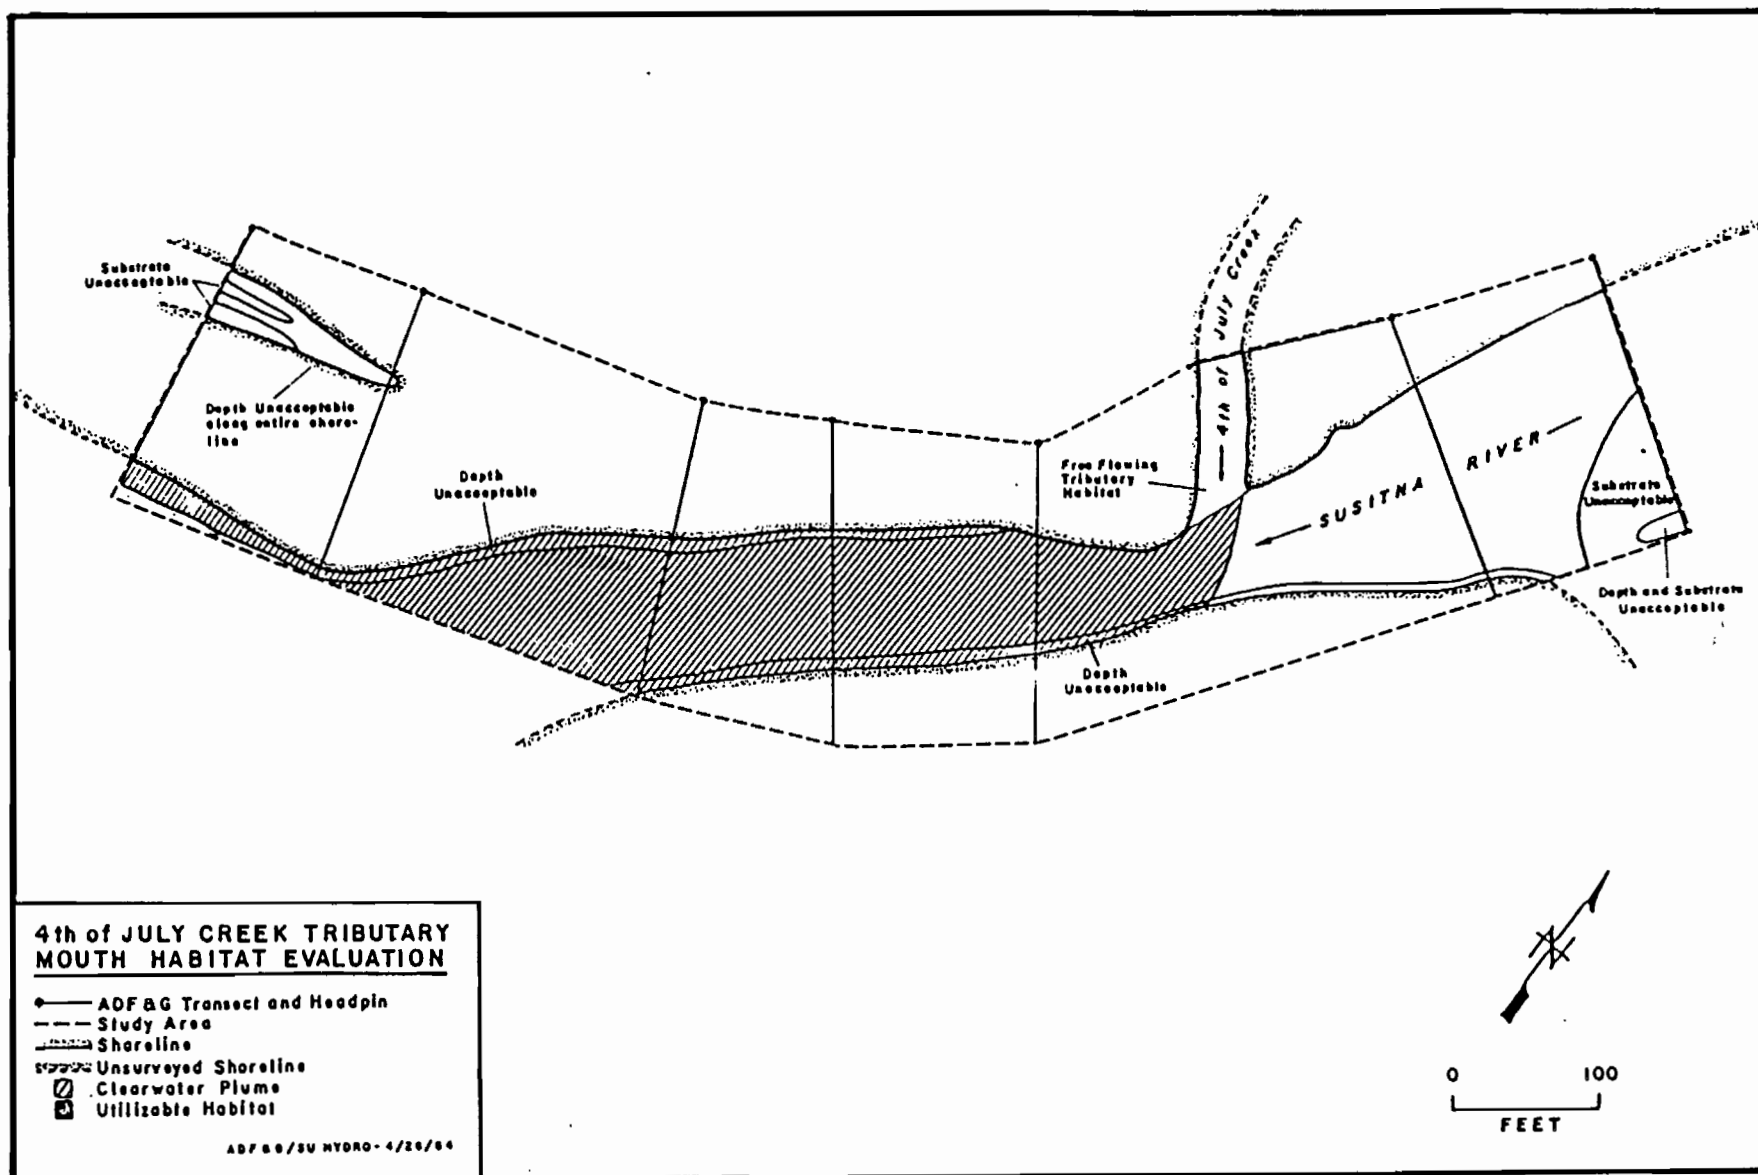 Substrate
Unacceptable
Depth Unacceptable
along entire shore-
line
Depth
Unacceptable
Free Flowing
Tributary
Habitat
4th of July Creek
SUSITNA RIVER
Substrate
Unacceptable
Depth and Substrate
Unacceptable
Depth
Unacceptable
4th of JULY CREEK TRIBUTARY
MOUTH HABITAT EVALUATION
ADF&G Transect and Headpin
Study Area
Shoreline
Unsurveyed Shoreline
Clearwater Plume
Utilizable Habitat
ADF&G/SU HYDRO-4/26/84
0 100
FEET